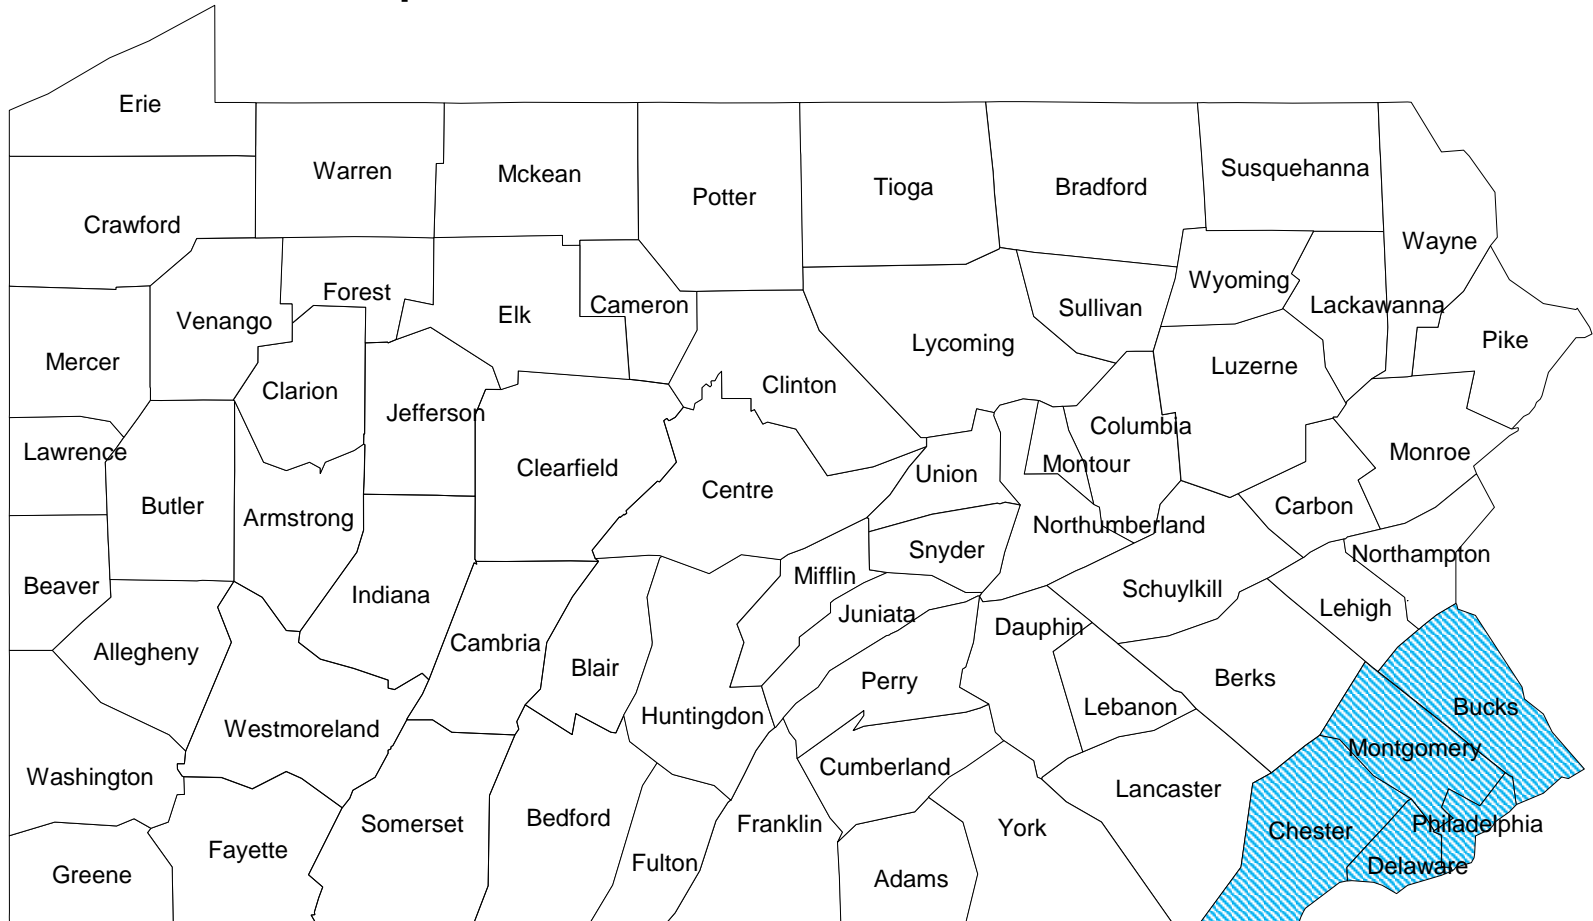 Erie
Warren
Mckean
Potter
Tioga
Bradford
Susquehanna
Crawford
Wayne
Wyoming
Forest
Venango
Elk
Cameron
Sullivan
Lackawanna
Pike
Lycoming
Mercer
Luzerne
Clarion
Clinton
Jefferson
Columbia
Lawrence
Clearfield
Union
Montour
Monroe
Centre
Butler
Armstrong
Carbon
Northumberland
Snyder
Northampton
Beaver
Mifflin
Indiana
Schuylkill
Lehigh
Juniata
Dauphin
Cambria
Allegheny
Blair
Perry
Berks
Huntingdon
Lebanon
Bucks
Westmoreland
Montgomery
Washington
Cumberland
Lancaster
Somerset
Bedford
Franklin
York
Chester
Philadelphia
Fayette
Fulton
Delaware
Greene
Adams